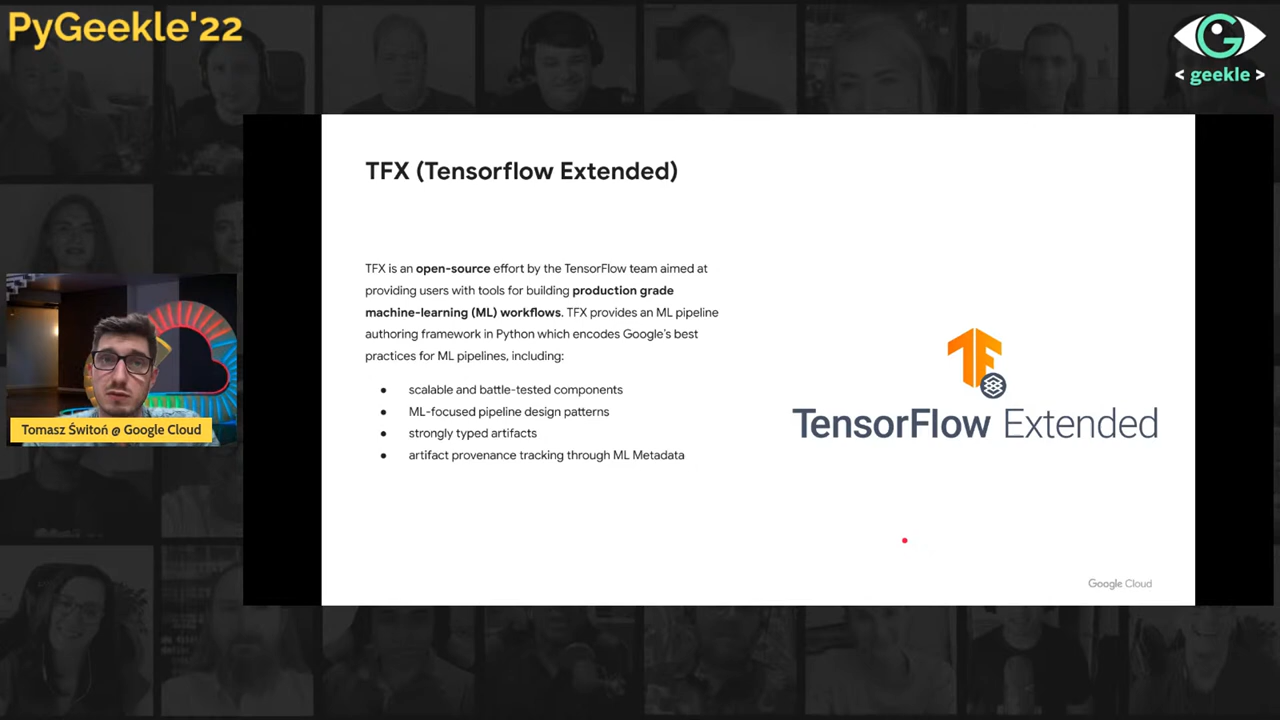 PyGeekle'22
< geekle >
TFX (Tensorflow Extended)
TFX is an open-source effort by the TensorFlow team aimed at
providing users with tools for building production grade
machine-learning (ML) workflows. TFX provides an ML pipeline
authoring framework in Python which encodes Google's best
practices for ML pipelines, including:
● scalable and battle-tested components
● ML-focused pipeline design patterns
● strongly typed artifacts
● artifact provenance tracking through ML Metadata
TensorFlow Extended
Tomasz Świtoń @ Google Cloud
Google Cloud